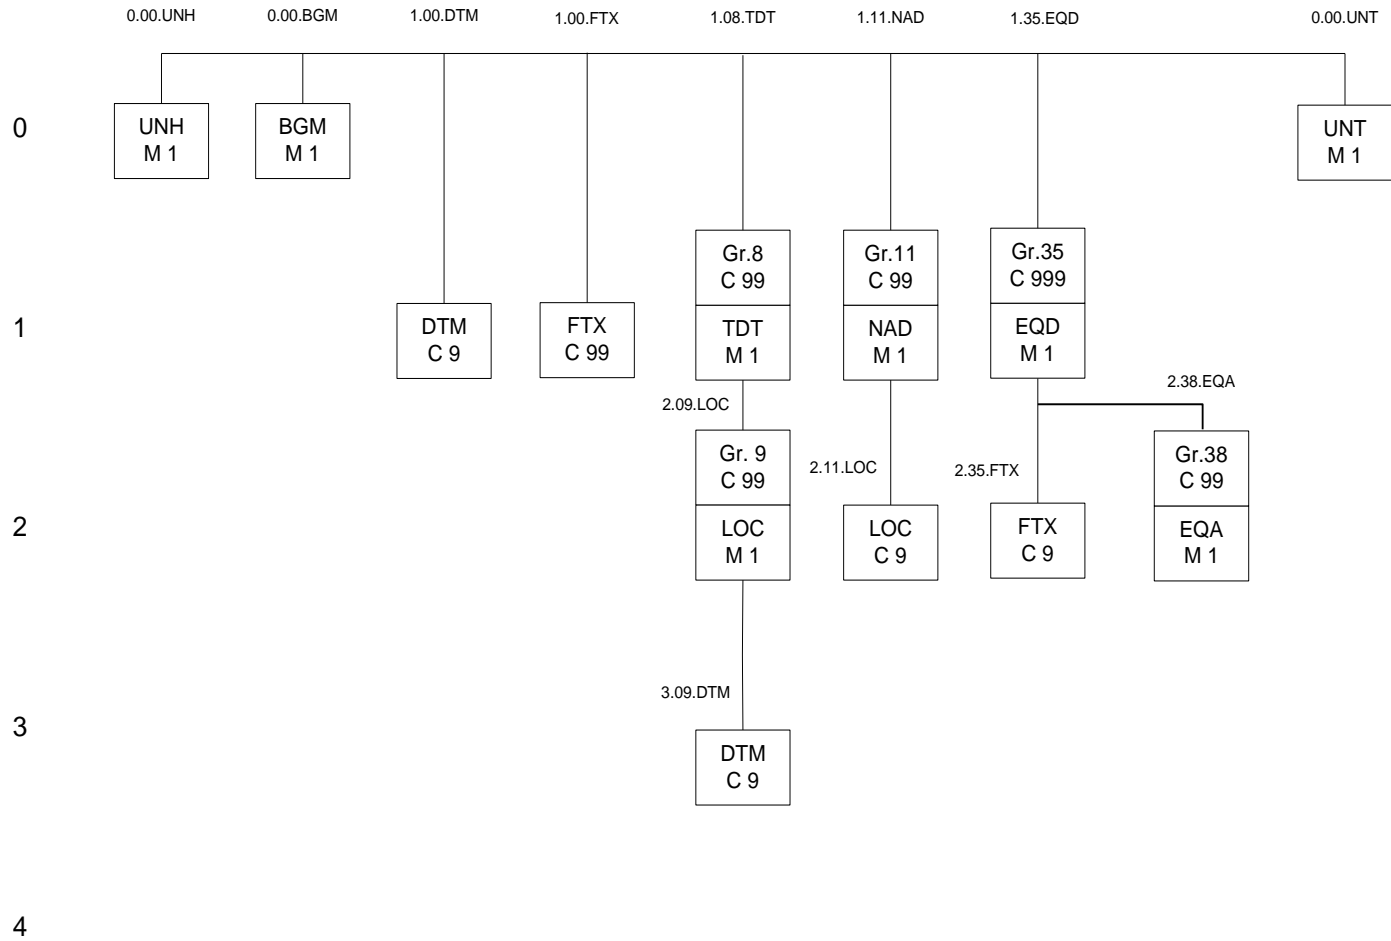 0.00.UNH
0.00.BGM
1.00.DTM
1.00.FTX
1.08.TDT
1.11.NAD
1.35.EQD
0.00.UNT
0
UNH
M 1
BGM
M 1
UNT
M 1
Gr.8
C 99
Gr.11
C 99
Gr.35
C 999
1
DTM
C 9
FTX
C 99
TDT
M 1
NAD
M 1
EQD
M 1
2.38.EQA
2.09.LOC
Gr. 9
C 99
2.11.LOC
2.35.FTX
Gr.38
C 99
2
LOC
M 1
LOC
C 9
FTX
C 9
EQA
M 1
3.09.DTM
3
DTM
C 9
4